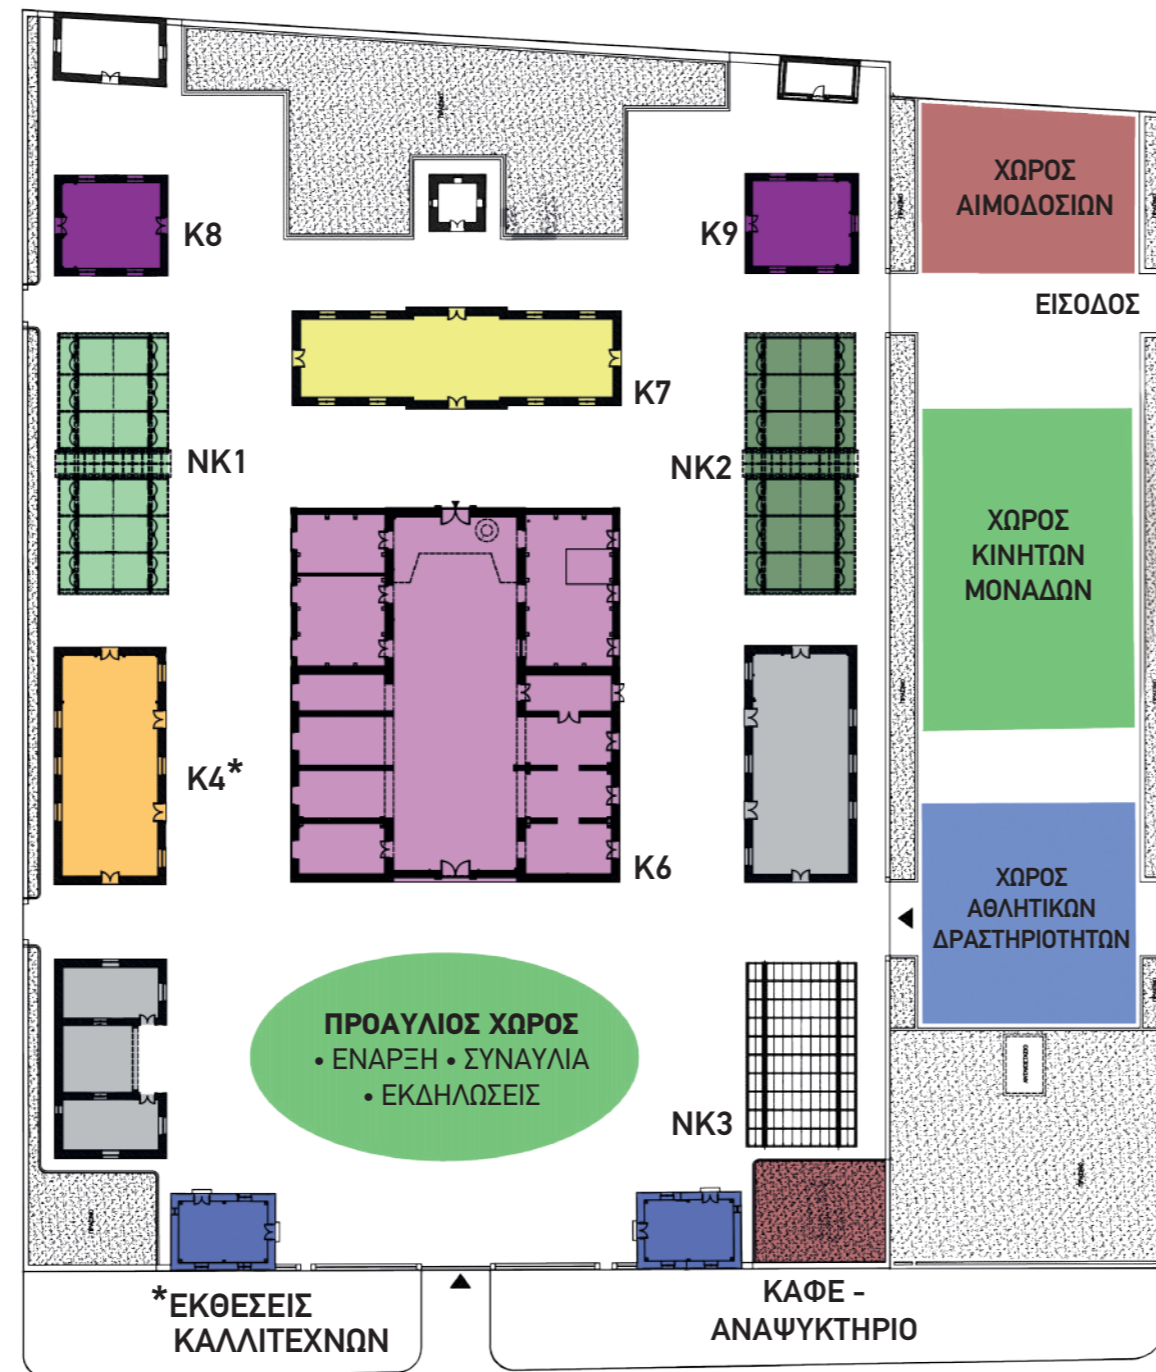 ΧΩΡΟΣ
ΑΙΜΟΔΟΣΙΩΝ
K8
K9
ΕΙΣΟΔΟΣ
K7
NK1
NK2
ΧΩΡΟΣ
ΚΙΝΗΤΩΝ
ΜΟΝΑΔΩΝ
K4*
K6
ΧΩΡΟΣ
ΑΘΛΗΤΙΚΩΝ
ΔΡΑΣΤΗΡΙΟΤΗΤΩΝ
ΠΡΟΑΥΛΙΟΣ ΧΩΡΟΣ
• ΕΝΑΡΞΗ • ΣΥΝΑΥΛΙΑ
• ΕΚΔΗΛΩΣΕΙΣ
NK3
*ΕΚΘΕΣΕΙΣ
ΚΑΛΛΙΤΕΧΝΩΝ
ΚΑΦΕ -
ΑΝΑΨΥΚΤΗΡΙΟ